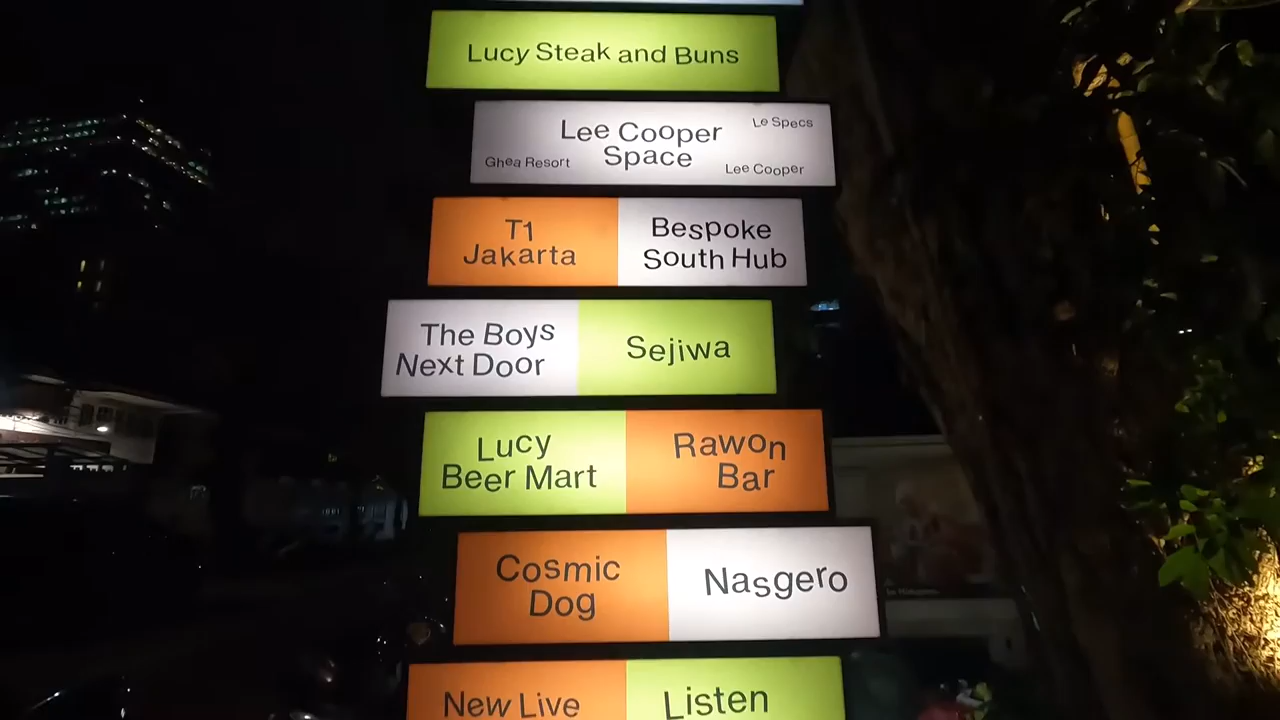 Lucy Steak and Buns
Lee Cooper
Space
Le Specs
Ghea Resort
Lee Cooper
T1
Jakarta
Bespoke
South Hub
The Boys
Next Door
Sejiwa
Lucy
Beer Mart
Rawon
Bar
Cosmic
Dog
Nasgero
New Live
Listen